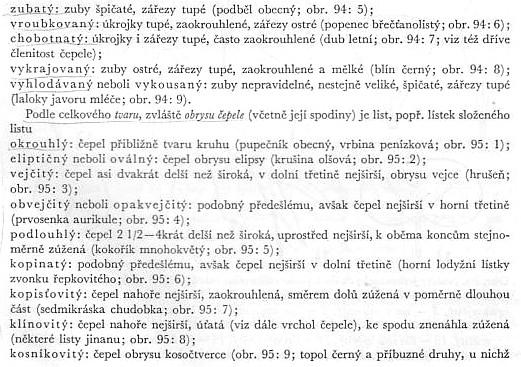 zubatý: zuby špičaté, zářezy tupé (podběl obecný; obr. 94: 5);
vroubkovaný: úkrojky tupé, zaokrouhlené, zářezy ostré (popenec břečťanolistý; obr. 94: 6);
chobotnatý: úkrojky i zářezy tupé, často zaokrouhlené (dub letní; obr. 94: 7; viz též dříve
členitost čepele);
vykrajovaný: zuby ostré, zářezy tupé, zaokrouhlené a mělké (blín černý; obr. 94: 8);
vyhlodávaný neboli vykousaný: zuby nepravidelné, nestejně veliké, špičaté, zářezy tupé
(laloky javoru mléče; obr. 94: 9).
Podle celkového tvaru, zvláště obrysu čepele (včetně její spodiny) je list, popř. lístek složeného
listu
okrouhlý: čepel přibližně tvaru kruhu (pupečník obecný, vrbina penízková; obr. 95: 1);
eliptičný neboli oválný: čepel obrysu elipsy (krušina olšová; obr. 95: 2);
vejčitý: čepel asi dvakrát delší než široká, v dolní třetině nejširší, obrysu vejce (hrušeň;
obr. 95: 3);
obvejčitý neboli opakvejčitý: podobný předešlému, avšak čepel nejširší v horní třetině
(prvosenka aurikule; obr. 95: 4);
podlouhlý: čepel 2 1/2—4krát delší než široká, uprostřed nejširší, k oběma koncům stejno-
měrně zúžená (kokořík mnohokvětý; obr. 95: 5);
kopinatý: podobný předešlému, avšak čepel nejširší v dolní třetině (horní lodyžní lístky
zvonku řepkovitého; obr. 95: 6);
kopisťovitý: čepel nahoře nejširší, zaokrouhlená, směrem dolů zúžená v poměrně dlouhou
část (sedmikráska chudobka; obr. 95: 7);
klínovitý: čepel nahoře nejširší, úťatá (viz dále vrchol čepele), ke spodu znenáhla zúžená
(některé listy jinanu; obr. 95: 8);
kosníkovitý: čepel obrysu kosočtverce (obr. 95: 9; topol černý a příbuzné druhy, u nichž